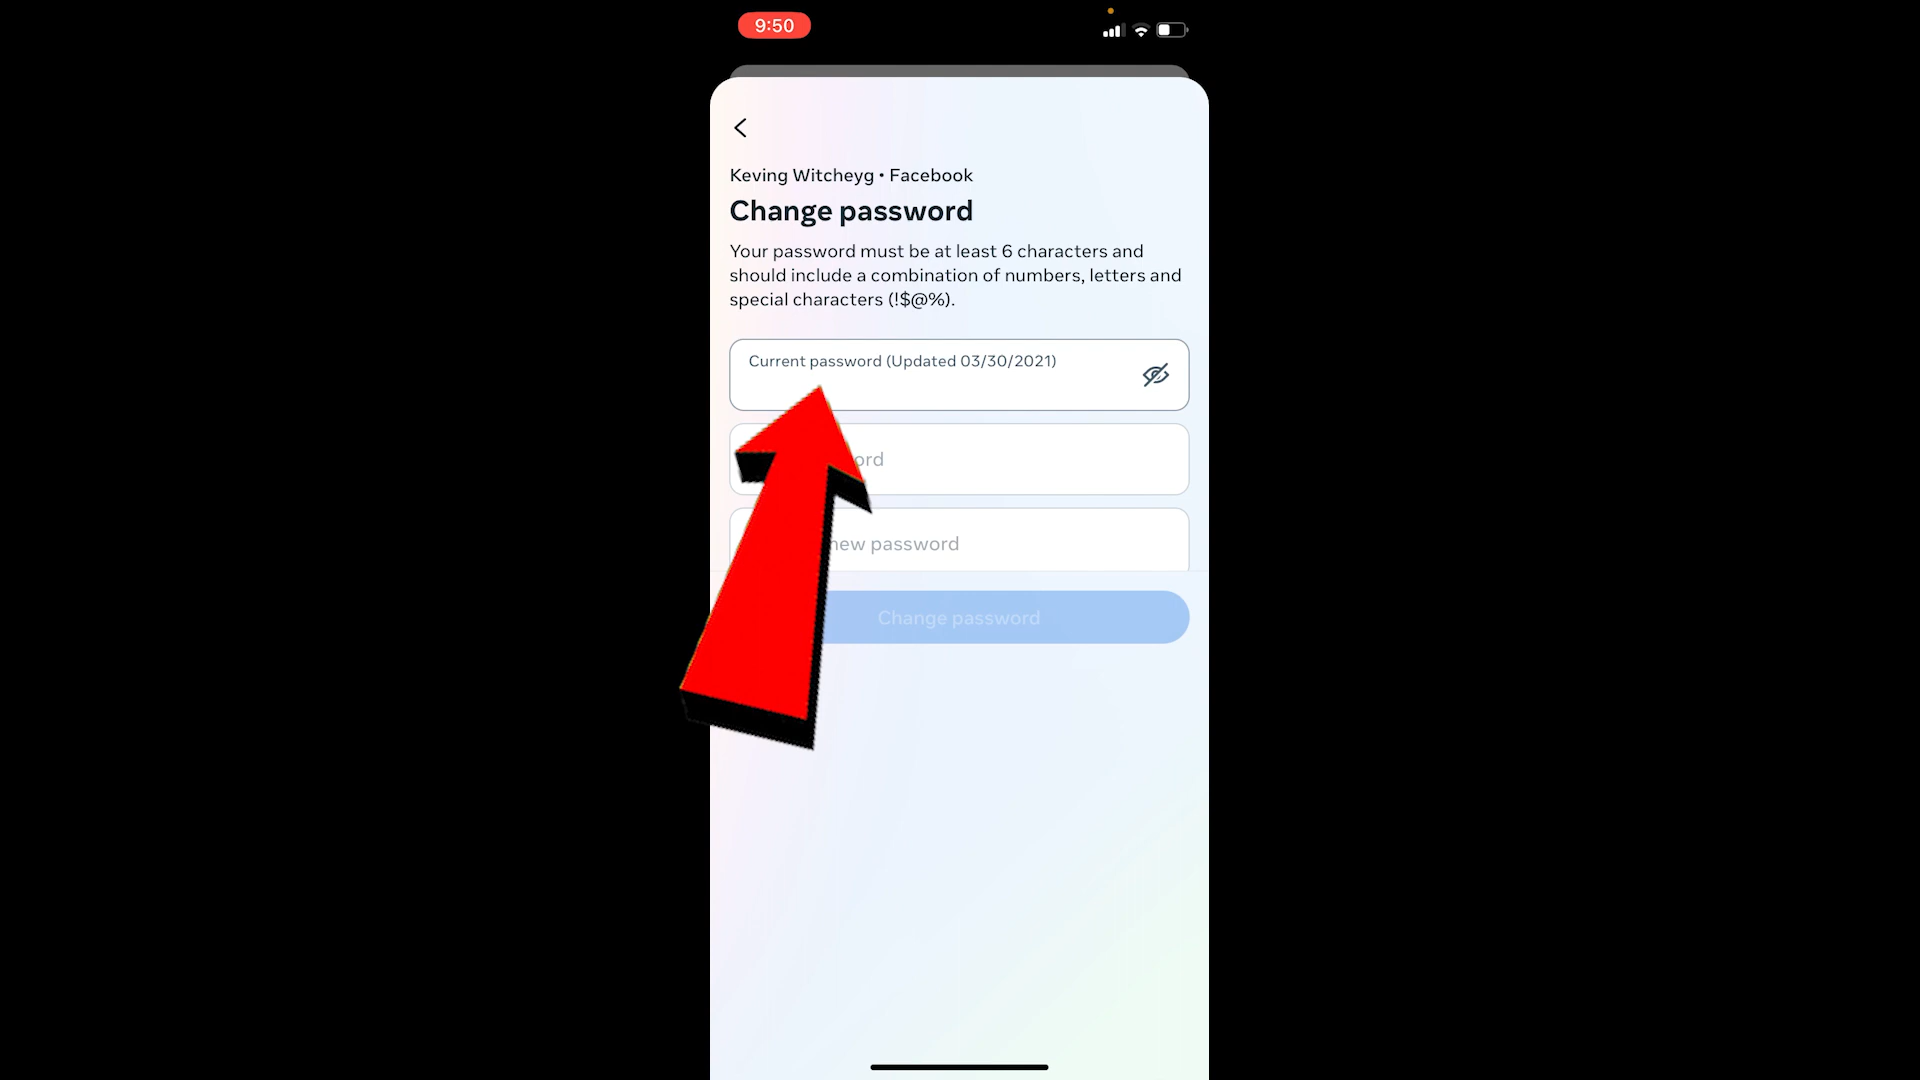 9:50
Keving Witcheyg • Facebook
Change password
Your password must be at least 6 characters and
should include a combination of numbers, letters and
special characters (!$@%).
Current password (Updated 03/30/2021)
new password
Change password